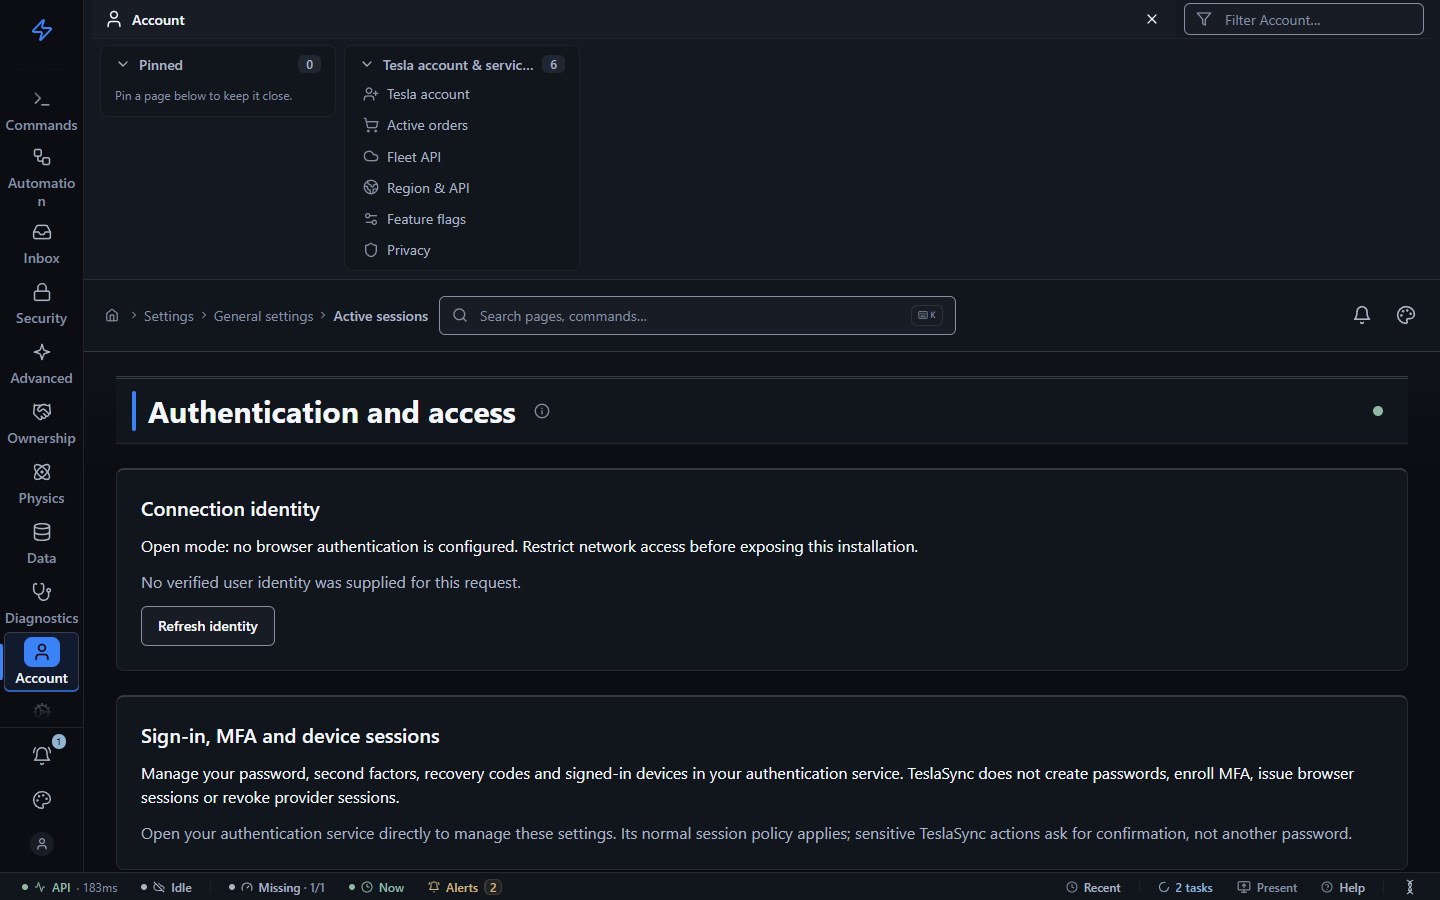 Account
Filter Account...
Pinned
0
Pin a page below to keep it close.
Tesla account & servic...
6
Tesla account
Active orders
Fleet API
Region & API
Feature flags
Privacy
Commands
Automatio
n
Inbox
Security
Advanced
Ownership
Physics
Data
Diagnostics
Account
1
Settings
General settings
Active sessions
Search pages, commands...
K
Authentication and access
Connection identity
Open mode: no browser authentication is configured. Restrict network access before exposing this installation.
No verified user identity was supplied for this request.
Refresh identity
Sign-in, MFA and device sessions
Manage your password, second factors, recovery codes and signed-in devices in your authentication service. TeslaSync does not create passwords, enroll MFA, issue browser
sessions or revoke provider sessions.
Open your authentication service directly to manage these settings. Its normal session policy applies; sensitive TeslaSync actions ask for confirmation, not another password.
API · 183ms
Idle
Missing · 1/1
Now
Alerts 2
Recent
2 tasks
Present
Help